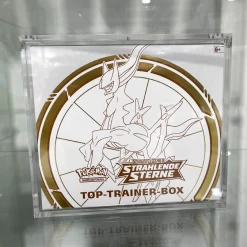 POKÉMON
STRAHLENDE
STERNE
TOP-TRAINER-BOX